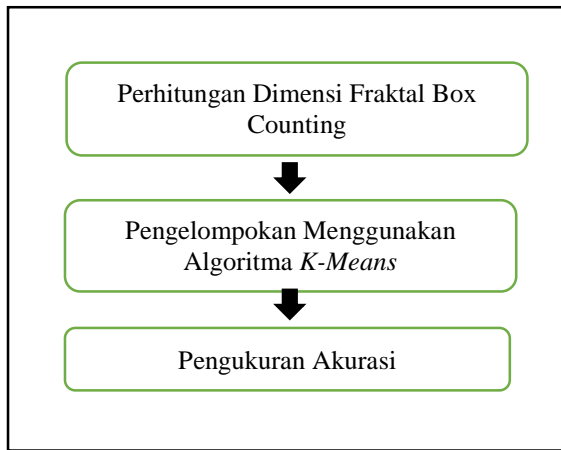 Perhitungan Dimensi Fraktal Box
Counting
Pengelompokan Menggunakan
Algoritma K-Means
Pengukuran Akurasi